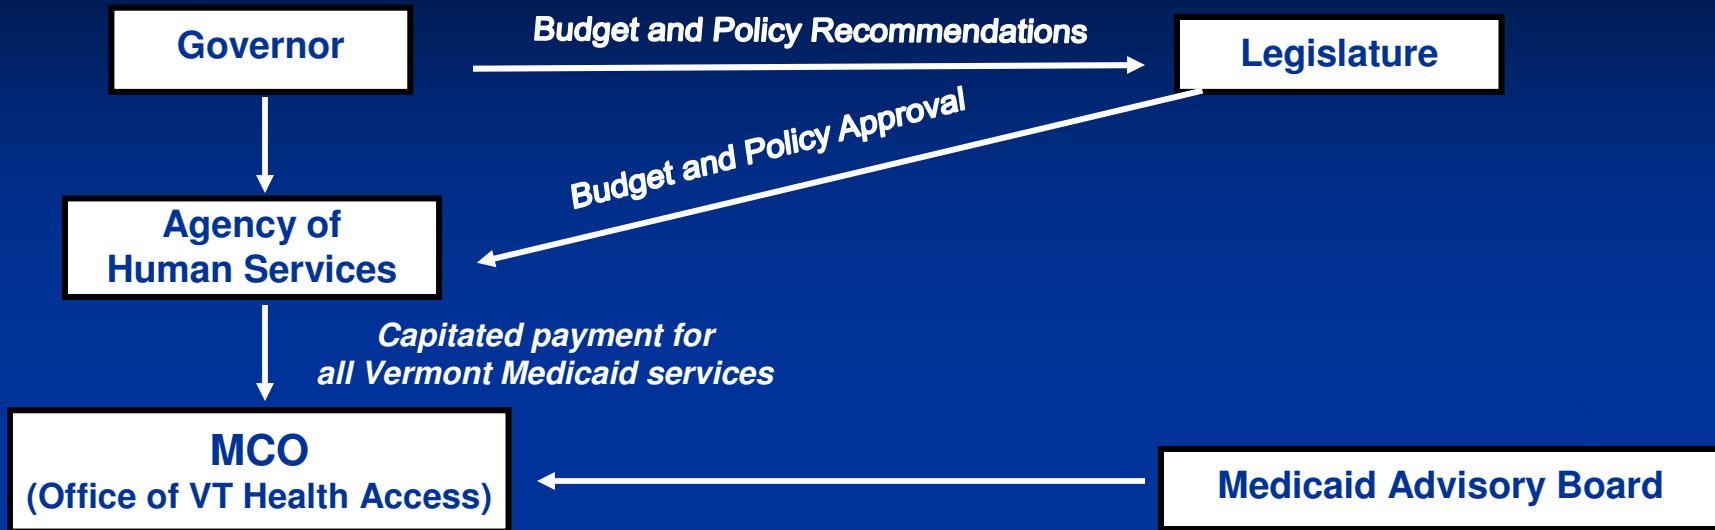 Governor
Budget and Policy Recommendations
Legislature
Budget and Policy Approval
Agency of
Human Services
Capitated payment for
all Vermont Medicaid services
MCO
(Office of VT Health Access)
Medicaid Advisory Board